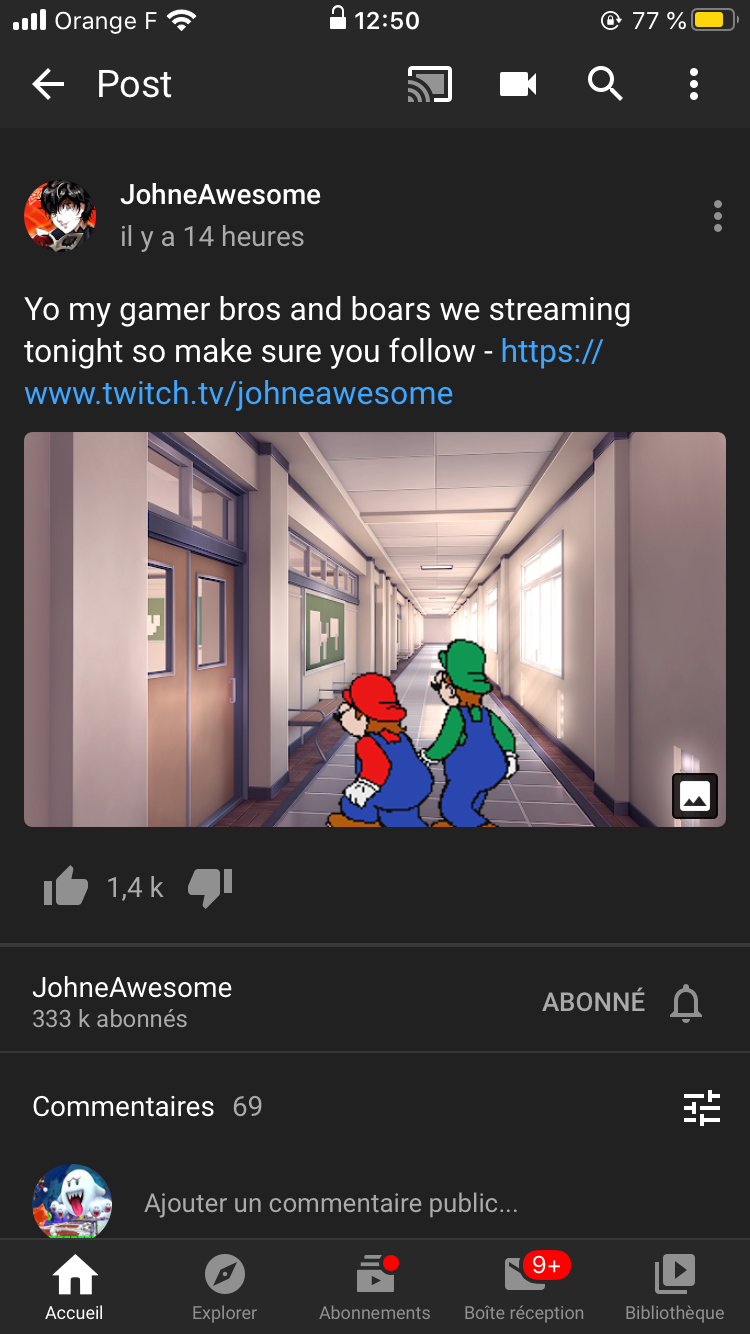 Orange F 12:50 77 %
Post
JohneAwesome
il y a 14 heures
Yo my gamer bros and boars we streaming
tonight so make sure you follow - https://
www.twitch.tv/johneawesome
1,4 k
JohneAwesome
333 k abonnés
ABONNÉ
Commentaires 69
Ajouter un commentaire public...
9+
Accueil Explorer Abonnements Boîte réception Bibliothèque